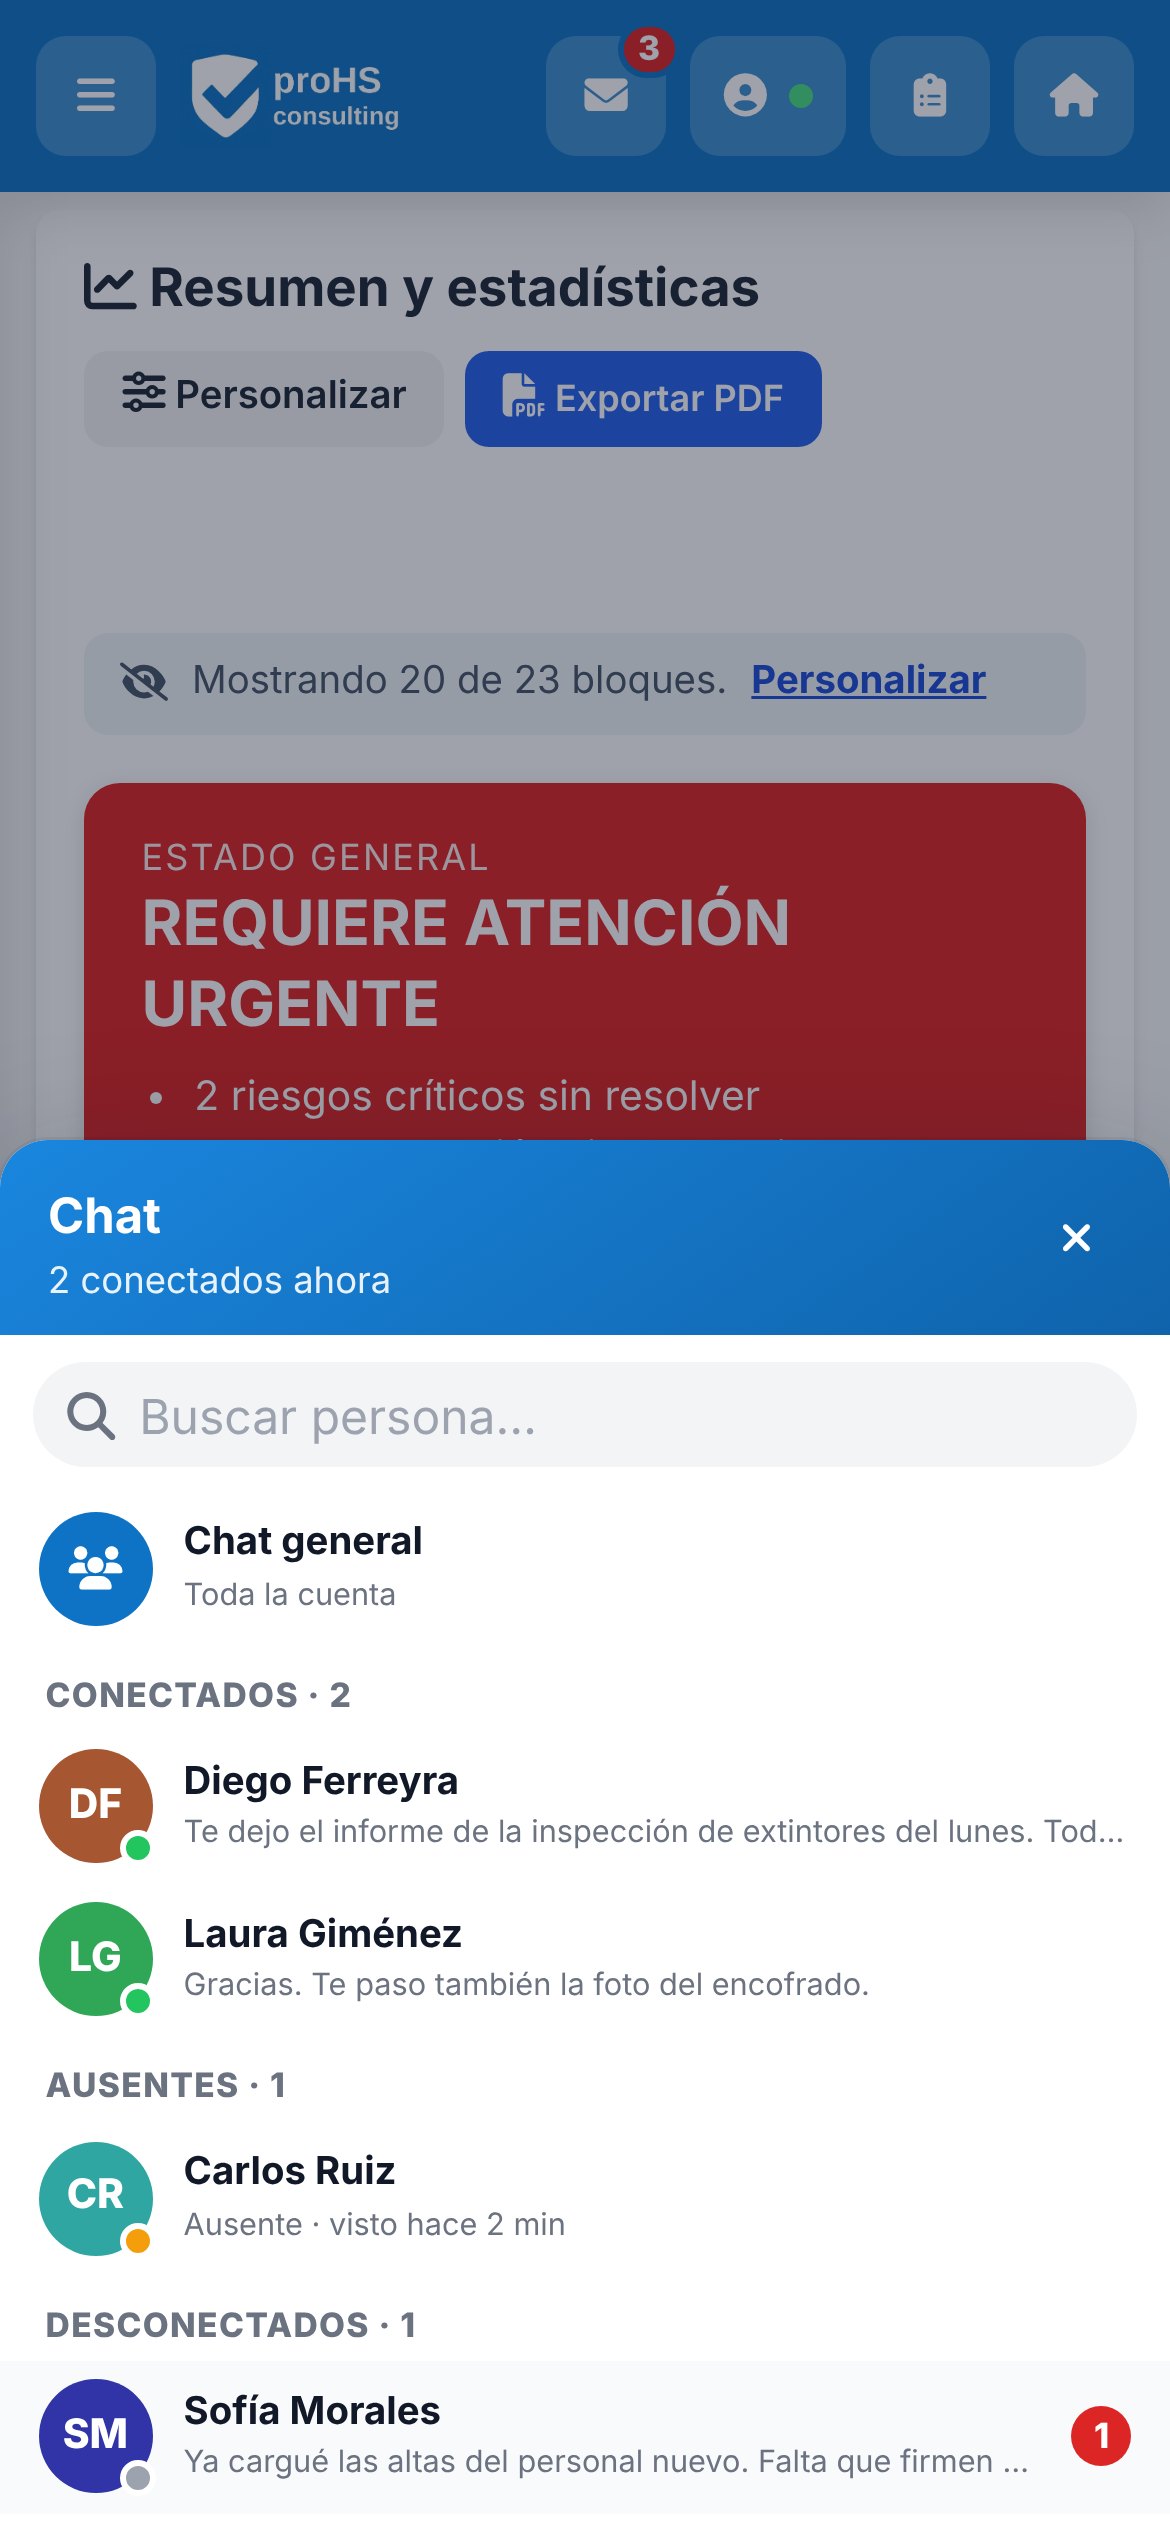 proHS
consulting
3
Resumen y estadísticas
Personalizar
PDF Exportar PDF
Mostrando 20 de 23 bloques. Personalizar
ESTADO GENERAL
REQUIERE ATENCIÓN
URGENTE
• 2 riesgos críticos sin resolver
Chat
2 conectados ahora
Buscar persona...
Chat general
Toda la cuenta
CONECTADOS · 2
DF
Diego Ferreyra
Te dejo el informe de la inspección de extintores del lunes. Tod...
LG
Laura Giménez
Gracias. Te paso también la foto del encofrado.
AUSENTES · 1
CR
Carlos Ruiz
Ausente · visto hace 2 min
DESCONECTADOS · 1
SM
Sofía Morales
Ya cargué las altas del personal nuevo. Falta que firmen ...
1